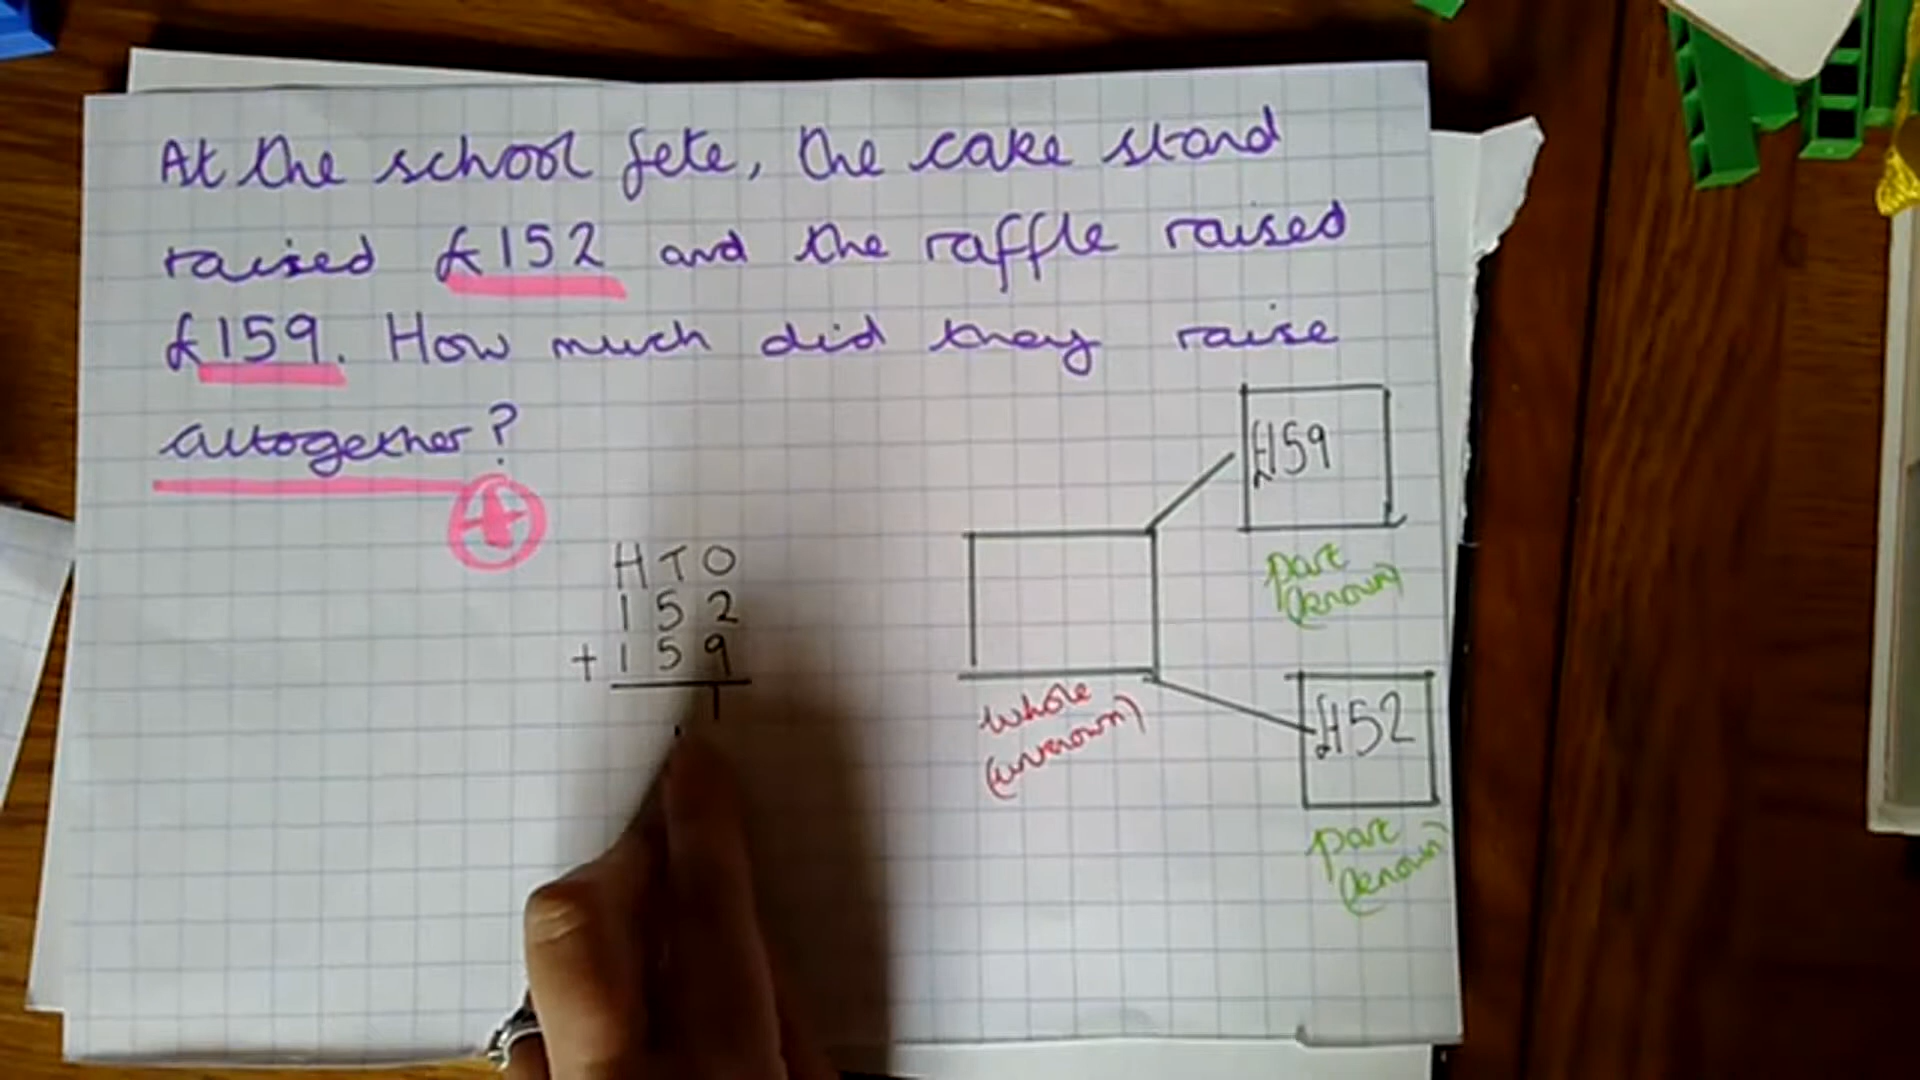 At the school fete, the cake stand
raised £152 and the raffle raised
£159. How much did they raise
altogether?
+
H T O
1 5 2
+ 1 5 9
1
1
£159
part
(known)
whole
(unknown)
£152
part
(known)